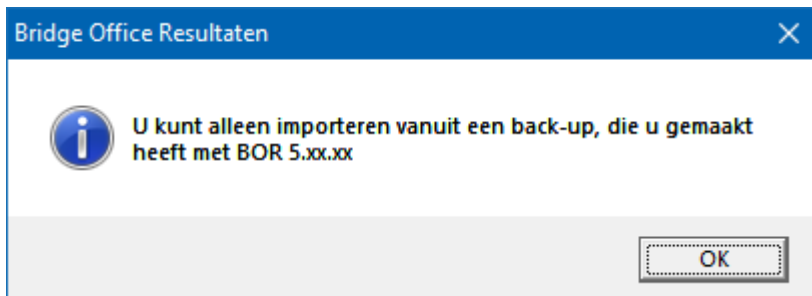 Bridge Office Resultaten
U kunt alleen importeren vanuit een back-up, die u gemaakt
heeft met BOR 5.xx.xx
OK